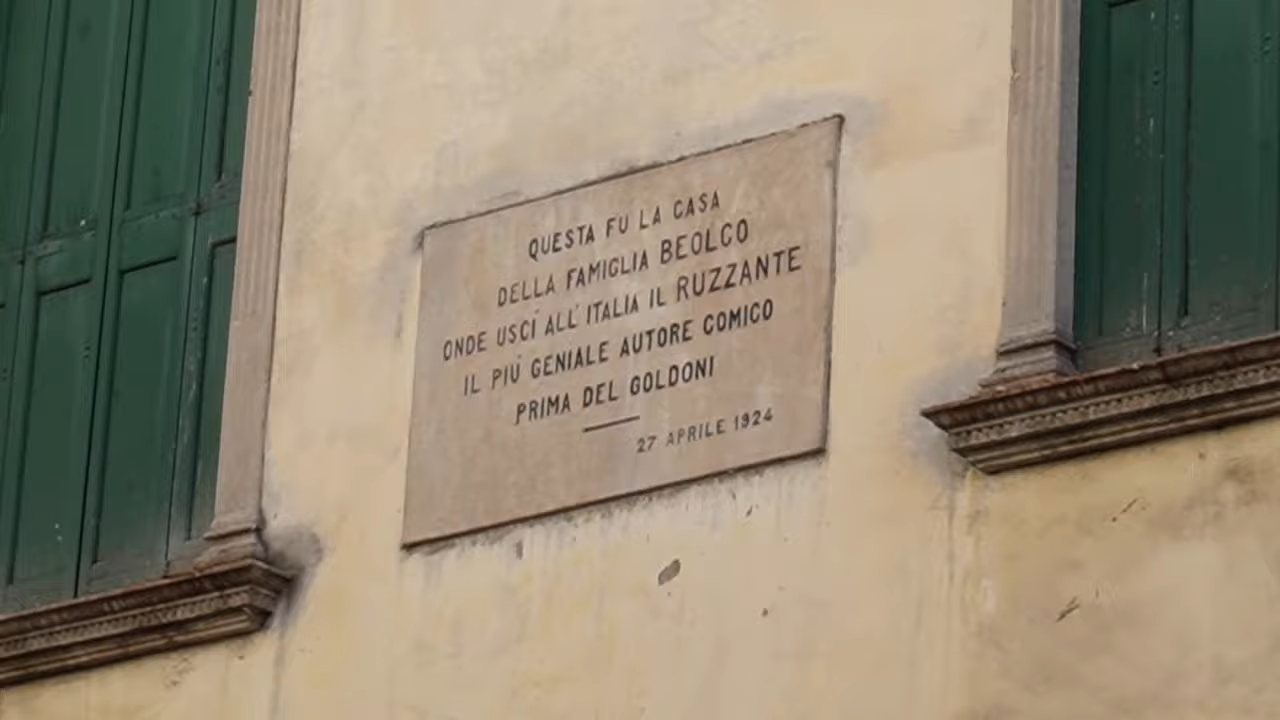 QUESTA FU LA CASA
DELLA FAMIGLIA BEOLCO
ONDE USCÌ ALL'ITALIA IL RUZZANTE
IL PIÙ GENIALE AUTORE COMICO
PRIMA DEL GOLDONI
27 APRILE 1924